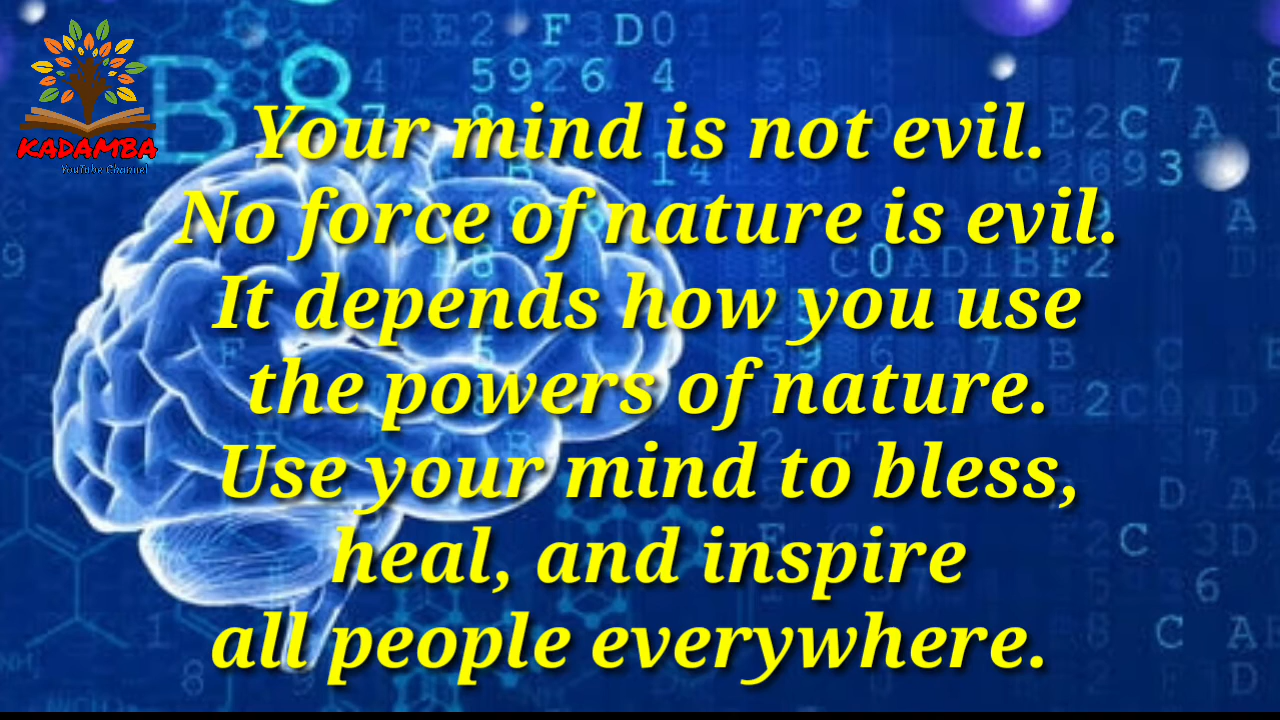 KADAMBA
YouTube Channel
Your mind is not evil.
No force of nature is evil.
It depends how you use
the powers of nature.
Use your mind to bless,
heal, and inspire
all people everywhere.